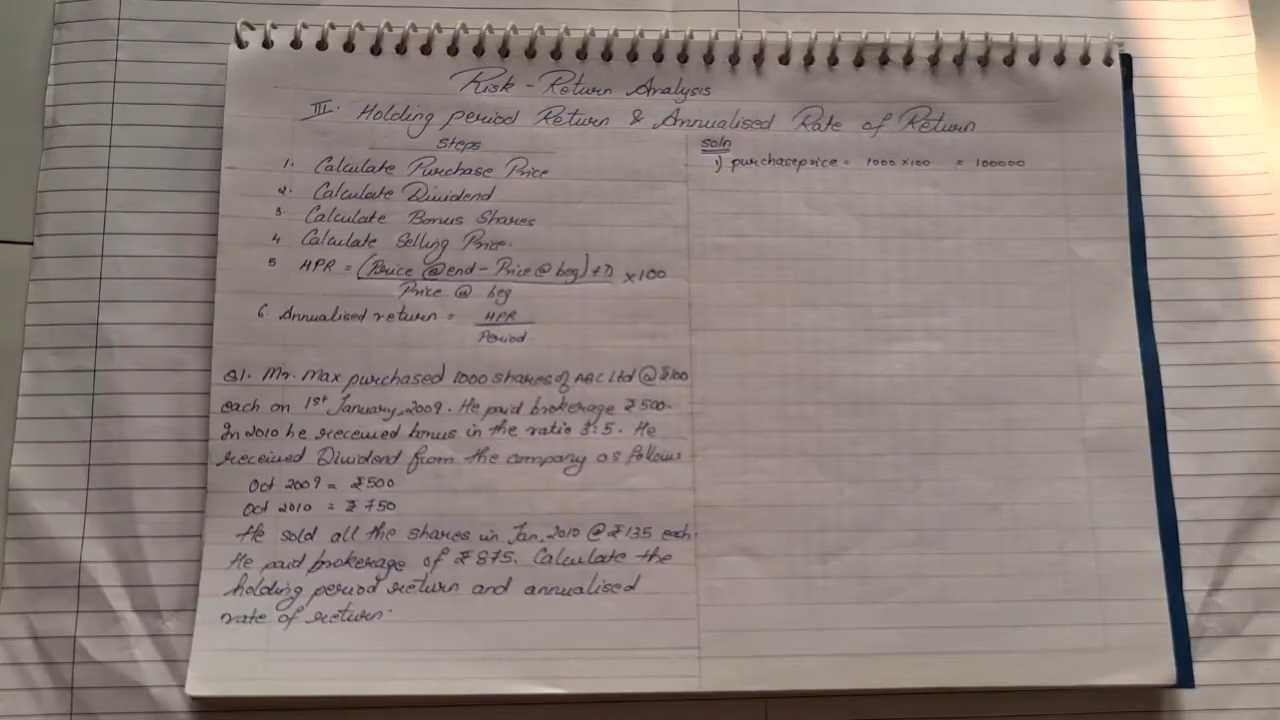 Risk - Return Analysis
III. Holding period Return & Annualised Rate of Return
Steps
1. Calculate Purchase Price
2. Calculate Dividend
3. Calculate Bonus Shares
4 Calculate Selling Price.
5 HPR = (Price @ end - Price @ beg) + D × 100
Price @ beg
6. Annualised return = HPR
Period
Q1. Mr. Max purchased 1000 shares of ABC Ltd @ ₹100
each on 1st January, 2009. He paid brokerage ₹500.
In 2010 he received bonus in the ratio 3:5. He
received Dividend from the company as follows
Oct 2009 = ₹500
Oct 2010 = ₹750
He sold all the shares in Jan, 2010 @ ₹135 each.
He paid brokerage of ₹875. Calculate the
holding period return and annualised
rate of return.
soln
1) purchaseprice = 1000 × 100 = 100000